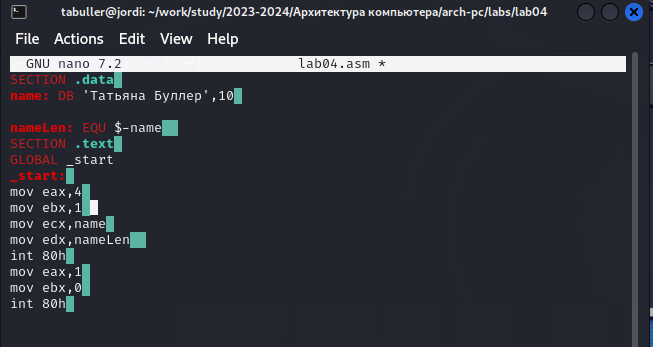 tabuller@jordi: ~/work/study/2023-2024/Архитектура компьютера/arch-pc/labs/lab04
File Actions Edit View Help
GNU nano 7.2 lab04.asm *
SECTION .data
name: DB 'Татьяна Буллер',10
nameLen: EQU $-name
SECTION .text
GLOBAL _start
_start:
mov eax,4
mov ebx,1
mov ecx,name
mov edx,nameLen
int 80h
mov eax,1
mov ebx,0
int 80h